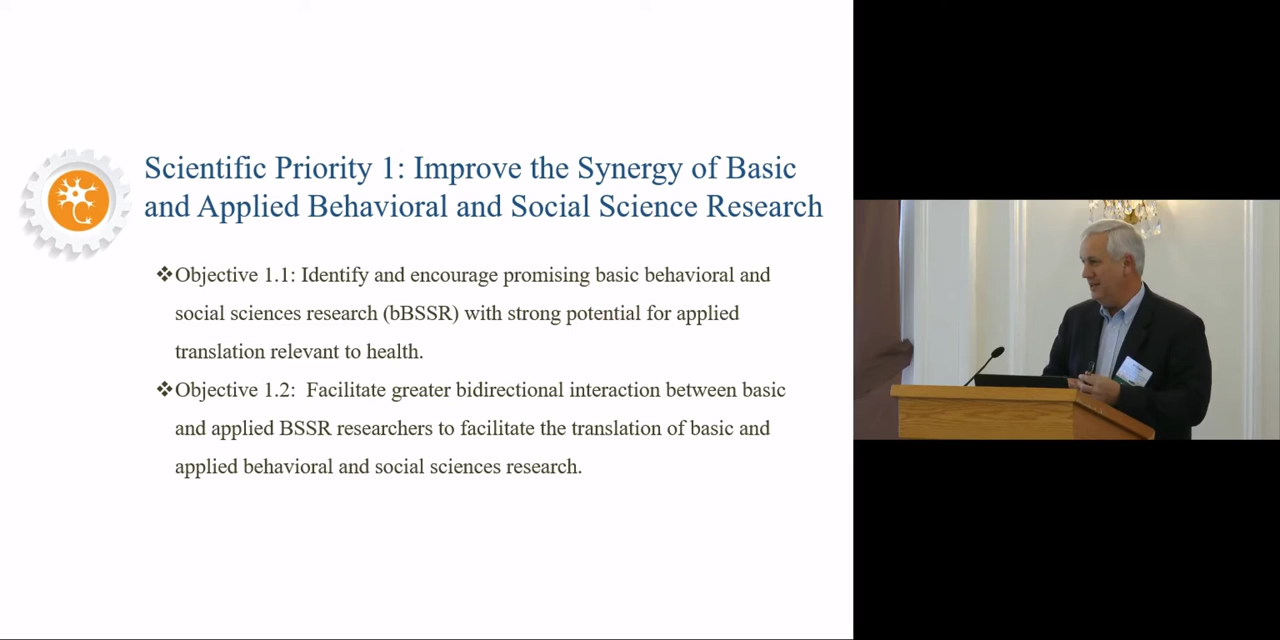 Scientific Priority 1: Improve the Synergy of Basic
and Applied Behavioral and Social Science Research
❖Objective 1.1: Identify and encourage promising basic behavioral and
social sciences research (bBSSR) with strong potential for applied
translation relevant to health.
❖Objective 1.2:  Facilitate greater bidirectional interaction between basic
and applied BSSR researchers to facilitate the translation of basic and
applied behavioral and social sciences research.